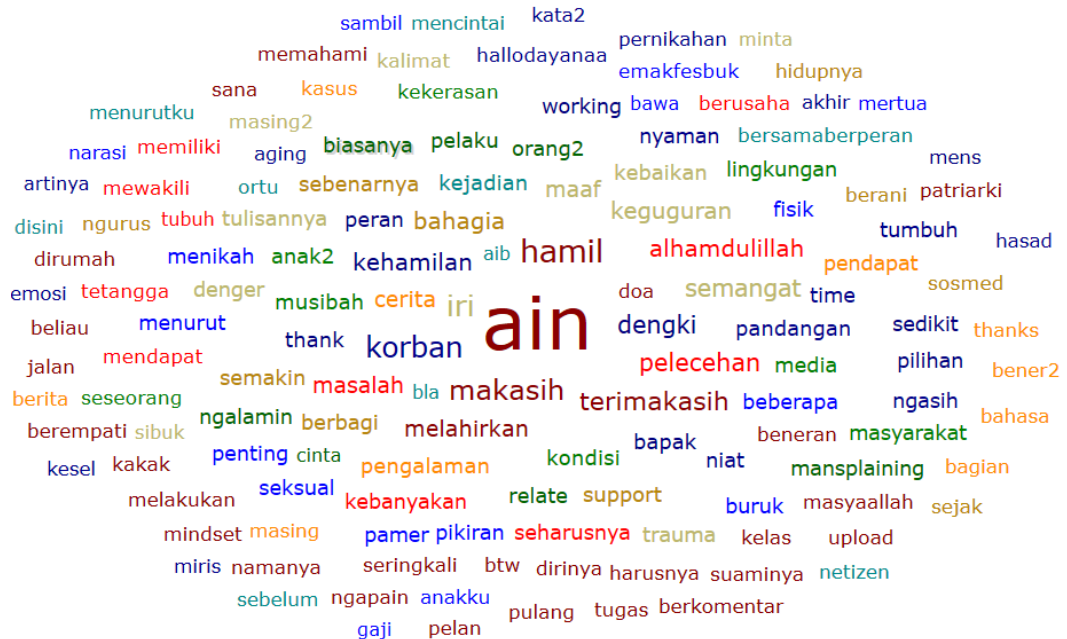 sambil mencintai kata2
memahami kalimat hallodayanaa pernikahan minta
sana kasus kekerasan emakfesbuk hidupnya
menurutku masing2 working bawa berusaha akhir mertua
narasi memiliki aging biasanya pelaku orang2 nyaman bersamaberperan mens
artinya mewakili ortu sebenarnya kejadian maaf kebaikan lingkungan berani patriarki
disini ngurus tubuh tulisannya peran bahagia keguguran fisik tumbuh hasad
dirumah menikah anak2 kehamilan aib hamil alhamdulillah pendapat
emosi tetangga denger musibah cerita iri ain doa semangat time sosmed
beliau menurut thank korban dengki pandangan sedikit thanks
jalan mendapat semakin masalah bla makasih pelecehan media pilihan bener2
berita seseorang ngalamin berbagi melahirkan terimakasih beberapa ngasih bahasa
berempati sibuk penting cinta pengalaman kondisi bapak niat beneran masyarakat
kesel kakak seksual kebanyakan relate support mansplaining bagian
melakukan buruk masyaallah sejak
mindset masing pamer pikiran seharusnya trauma kelas upload
miris namanya seringkali btw dirinya harusnya suaminya netizen
sebelum ngapain anakku pulang tugas berkomentar
gaji pelan